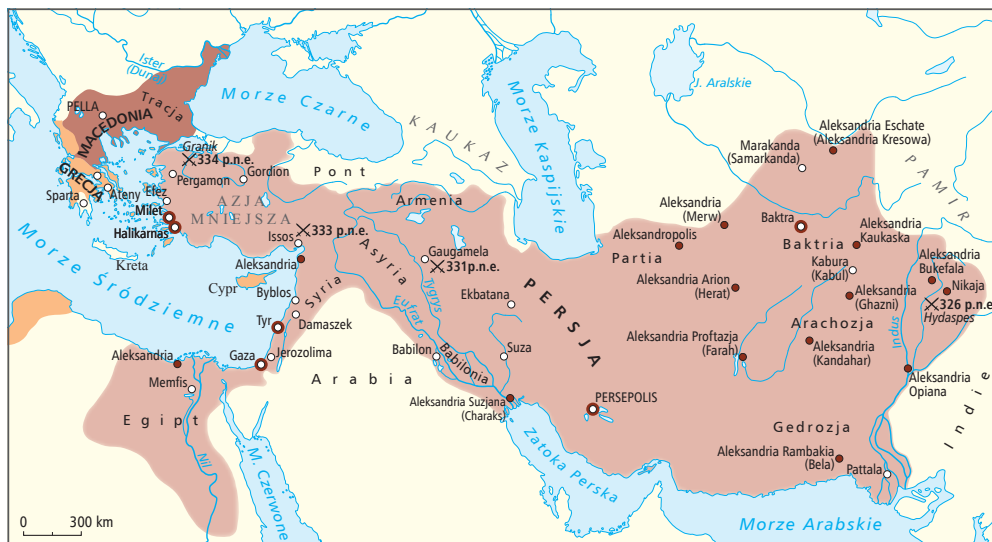 Ister
(Dunaj)
Tracja
PELLA
MACEDONIA
GRECJA
Sparta
Ateny
Morze Czarne
Granik
334 p.n.e.
Pergamon
Gordion
Efez
AZJA
MNIEJSZA
Milet
Halikarnas
Pont
KAUKAZ
Morze Kaspijskie
J. Aralskie
Armenia
333 p.n.e.
Issos
Aleksandria
Kreta
Cypr
Morze Śródziemne
Byblos
Syria
Tyr
Damaszek
Gaza
Jerozolima
Aleksandria
Memfis
Egipt
Nil
M. Czerwone
Arabia
Asyria
Gaugamela
331p.n.e.
Tygrys
Eufrat
Ekbatana
Babilon
Babilonia
Suza
Aleksandria Suzjana
(Charaks)
Zatoka Perska
PERSJA
PERSEPOLIS
Partia
Aleksandropolis
Aleksandria
(Merw)
Aleksandria Arion
(Herat)
Aleksandria Proftazja
(Farah)
Marakanda
(Samarkanda)
Aleksandria Eschate
(Aleksandria Kresowa)
PAMIR
Baktra
Baktria
Aleksandria
Kaukaska
Kabura
(Kabul)
Aleksandria
(Ghazni)
Arachozja
Aleksandria
(Kandahar)
Aleksandria
Bukefala
Nikaja
326 p.n.e.
Hydaspes
Indus
Aleksandria
Opiana
Indie
Gedrozja
Aleksandria Rambakia
(Bela)
Pattala
Morze Arabskie
0 300 km